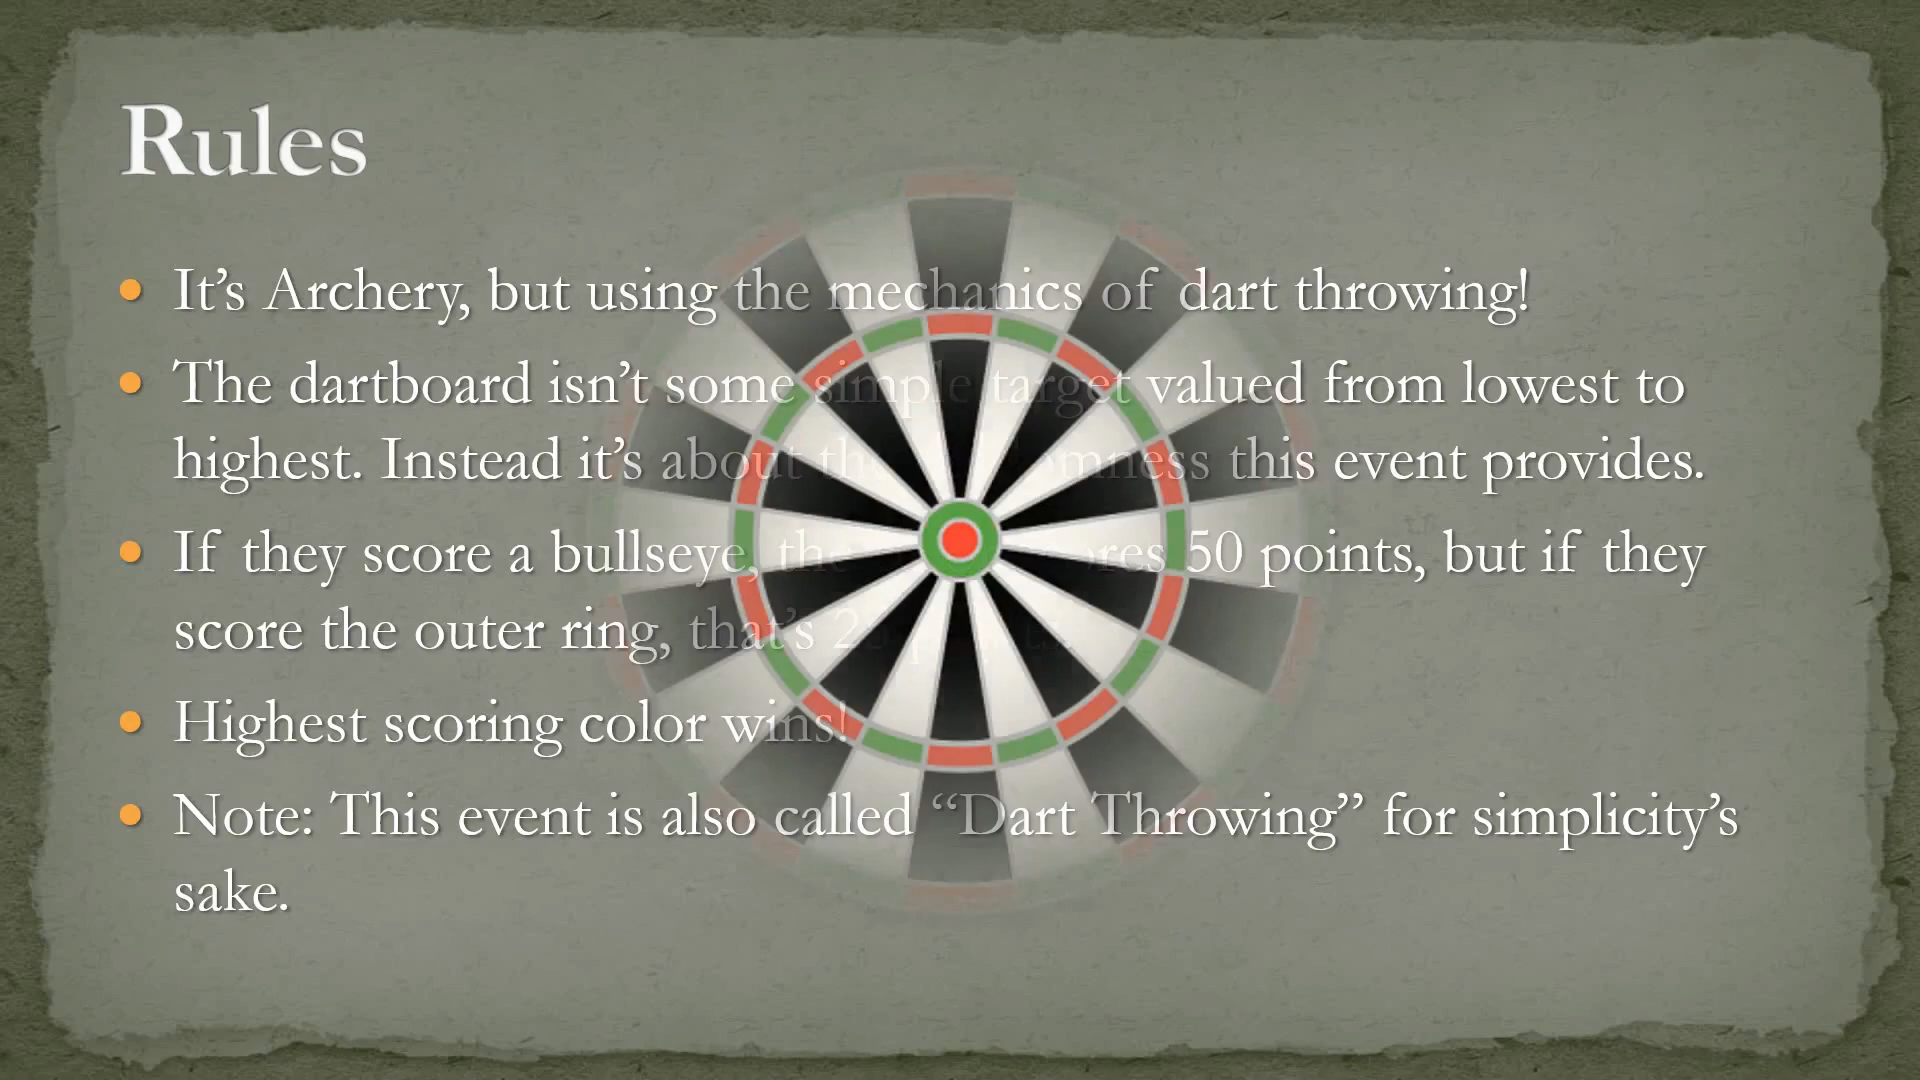 Rules
It’s Archery, but using the mechanics of dart throwing!
The dartboard isn’t some simple target valued from lowest to
highest. Instead it’s about the this event provides.
If they score a bullseye, 50 points, but if they
score the outer ring, that’s
Highest scoring color wins!
Note: This event is also called “Dart Throwing” for simplicity’s
sake.